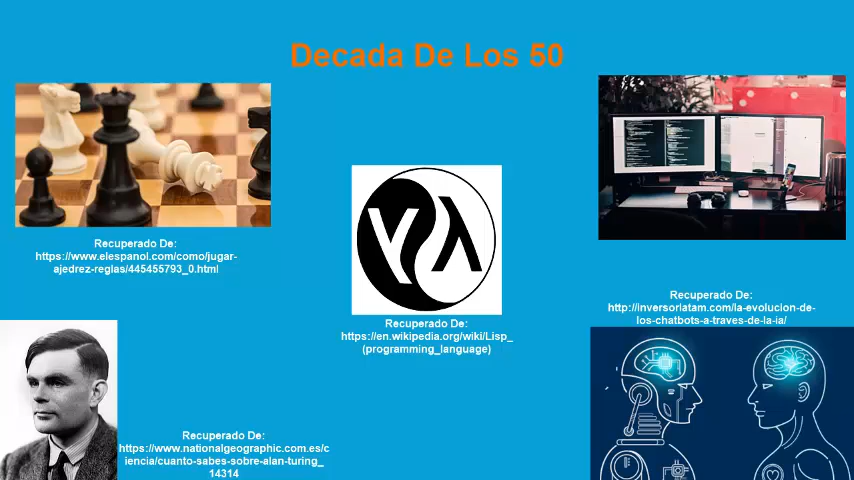 Decada De Los 50
Recuperado De:
https://www.elespanol.com/como/jugar-
ajedrez-reglas/445455793_0.html
Recuperado De:
https://en.wikipedia.org/wiki/Lisp_
(programming_language)
Recuperado De:
http://inversorlatam.com/la-evolucion-de-
los-chatbots-a-traves-de-la-ia/
Recuperado De:
https://www.nationalgeographic.com.es/c
iencia/cuanto-sabes-sobre-alan-turing_
14314